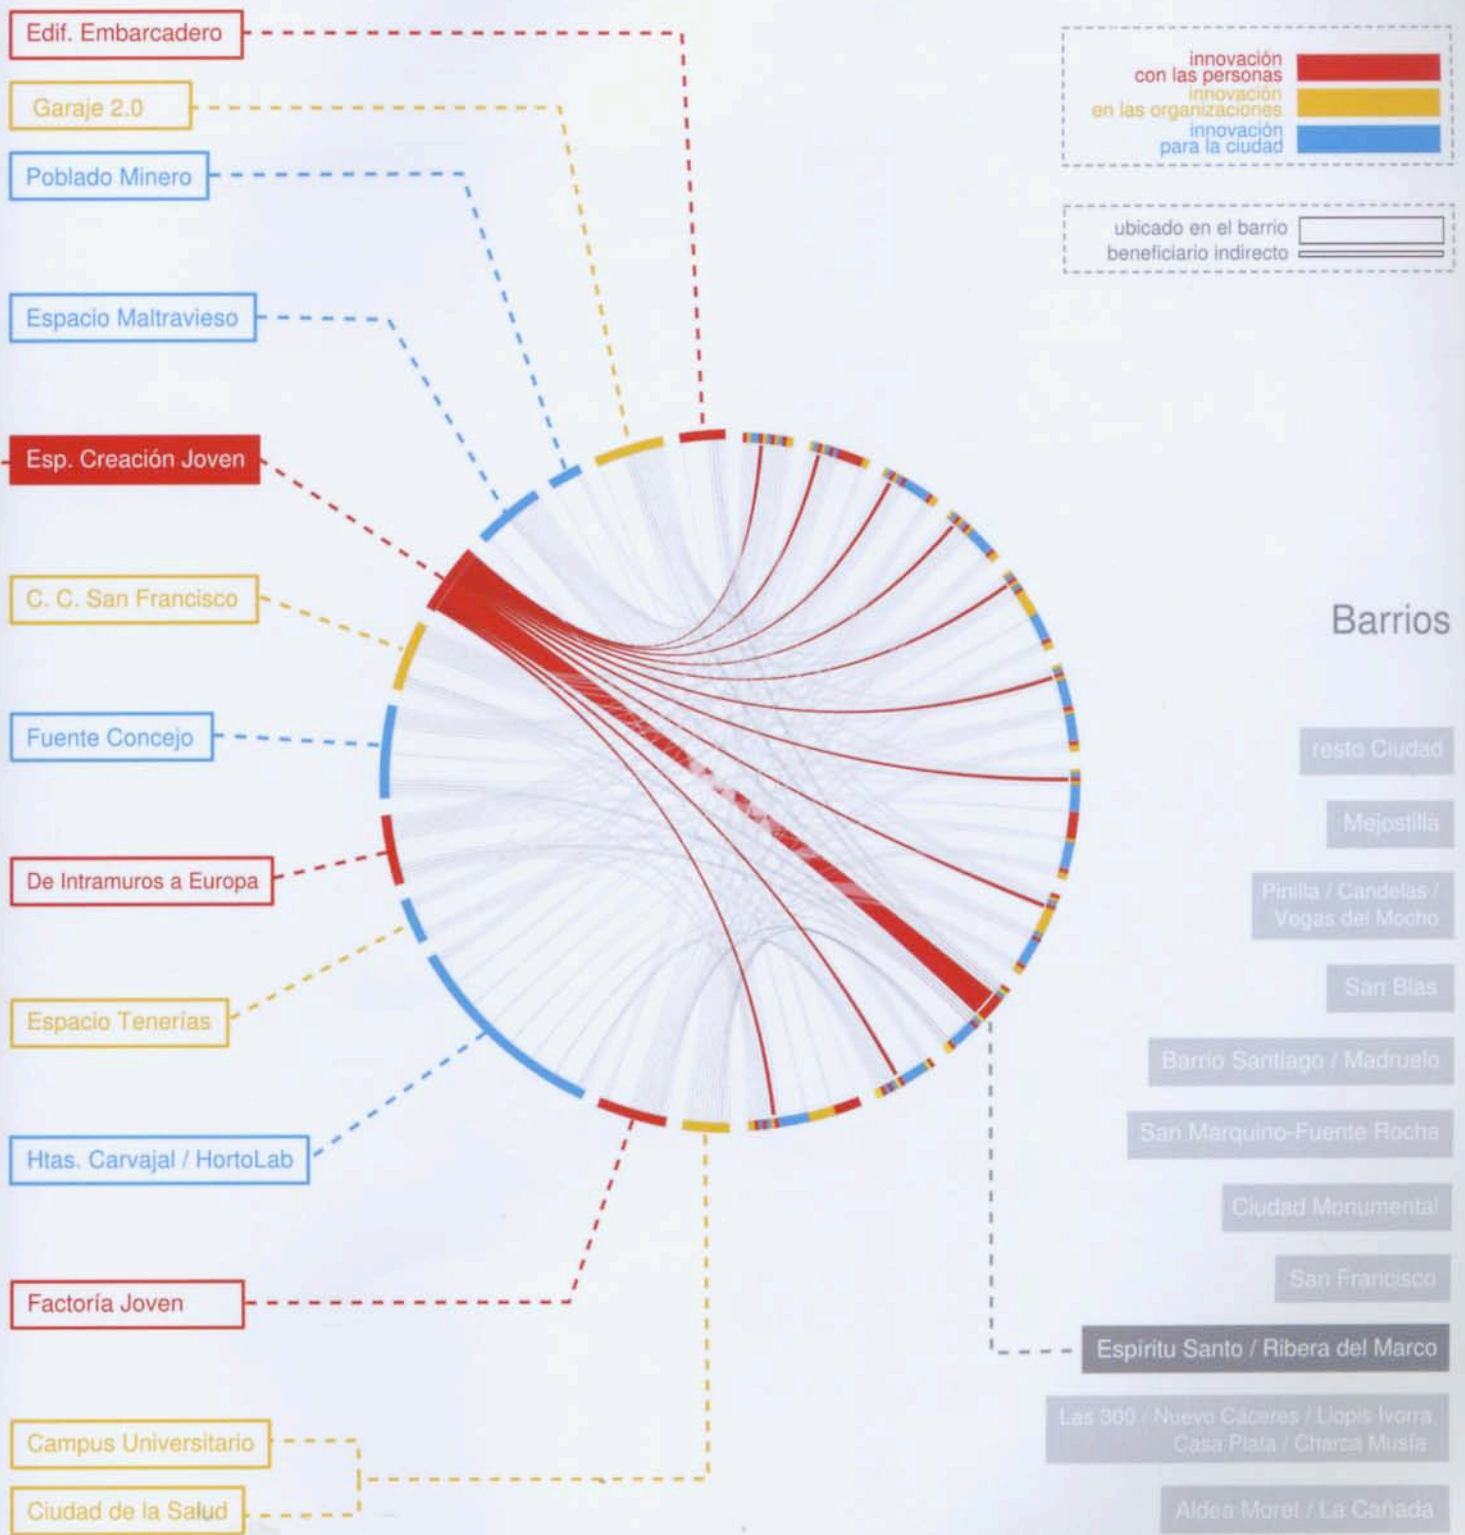 Edif. Embarcadero
Garaje 2.0
Poblado Minero
Espacio Maltravieso
Esp. Creación Joven
C. C. San Francisco
Fuente Concejo
De Intramuros a Europa
Espacio Tenerías
Htas. Carvajal / HortoLab
Factoría Joven
Campus Universitario
Ciudad de la Salud
innovación
con las personas
innovación
en las organizaciones
innovación
para la ciudad
ubicado en el barrio
beneficiario indirecto
Barrios
resto Ciudad
Mejostilla
Pinilla / Candelas /
Vegas del Mocho
San Blas
Barrio Santiago / Madruelo
San Marquino-Fuente Rocha
Ciudad Monumental
San Francisco
Espíritu Santo / Ribera del Marco
Las 300 / Nuevo Cáceres / Llopis Ivorra
Casa Plata / Charca Musía
Aldea Moret / La Cañada